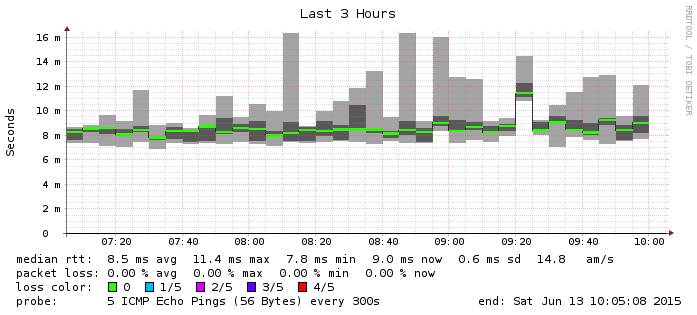 Last 3 Hours
RRDTOOL / TOBI OETIKER
Seconds
16 m
14 m
12 m
10 m
8 m
6 m
4 m
2 m
0
07:20 07:40 08:00 08:20 08:40 09:00 09:20 09:40 10:00
median rtt: 8.5 ms avg 11.4 ms max 7.8 ms min 9.0 ms now 0.6 ms sd 14.8 am/s
packet loss: 0.00 % avg 0.00 % max 0.00 % min 0.00 % now
loss color: 0 1/5 2/5 3/5 4/5
probe: 5 ICMP Echo Pings (56 Bytes) every 300s end: Sat Jun 13 10:05:08 2015